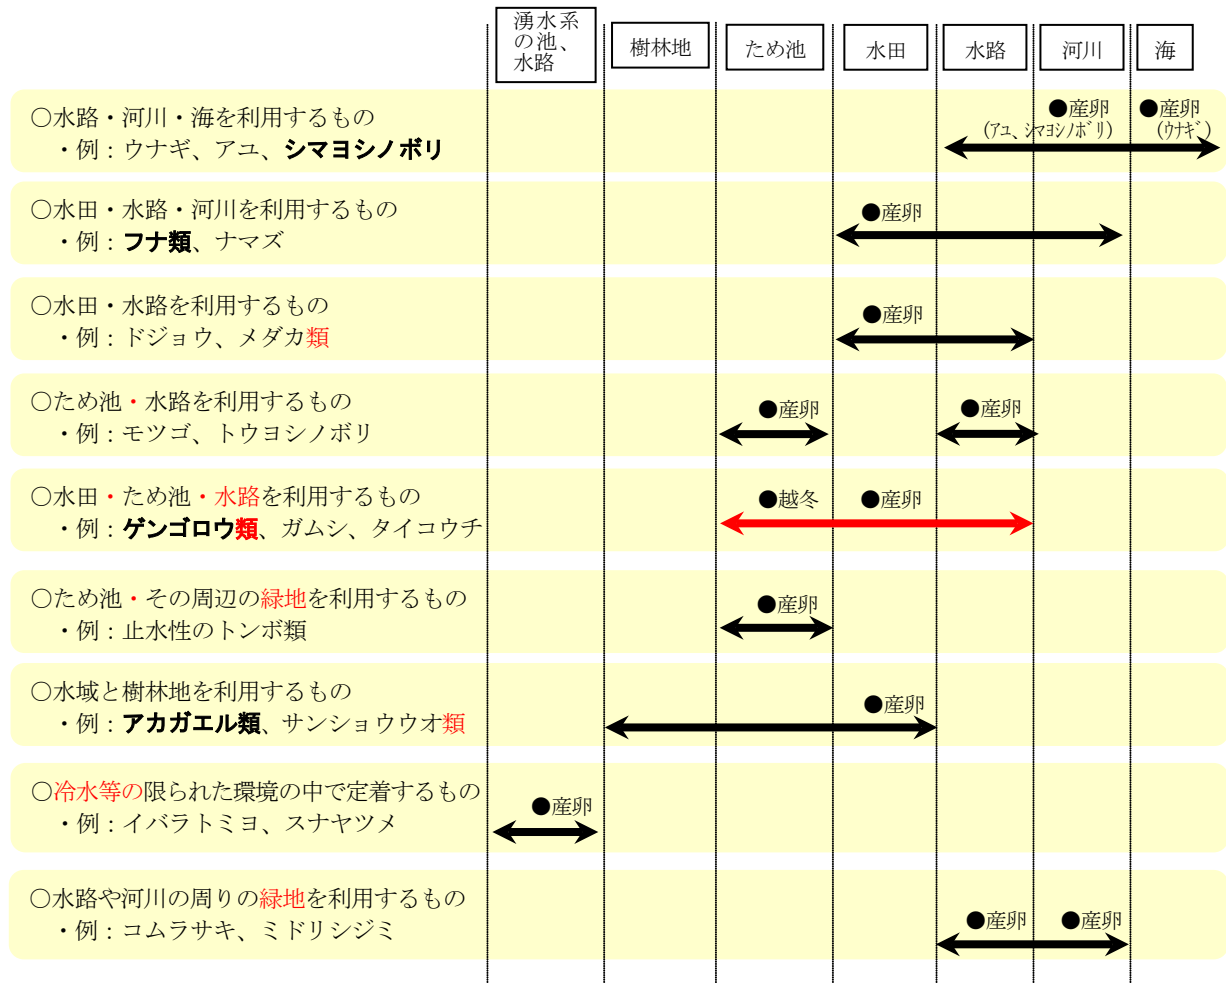 湧水系
の池、
水路
樹林地
ため池
水田
水路
河川
海
○水路・河川・海を利用するもの
・例：ウナギ、アユ、シマヨシノボリ
●産卵
(アユ、シマヨシノボリ)
●産卵
(ウナギ)
○水田・水路・河川を利用するもの
・例：フナ類、ナマズ
●産卵
○水田・水路を利用するもの
・例：ドジョウ、メダカ類
●産卵
○ため池・水路を利用するもの
・例：モツゴ、トウヨシノボリ
●産卵
●産卵
○水田・ため池・水路を利用するもの
・例：ゲンゴロウ類、ガムシ、タイコウチ
●越冬
●産卵
○ため池・その周辺の緑地を利用するもの
・例：止水性のトンボ類
●産卵
○水域と樹林地を利用するもの
・例：アカガエル類、サンショウウオ類
●産卵
○冷水等の限られた環境の中で定着するもの
・例：イバラトミヨ、スナヤツメ
●産卵
○水路や河川の周りの緑地を利用するもの
・例：コムラサキ、ミドリシジミ
●産卵
●産卵